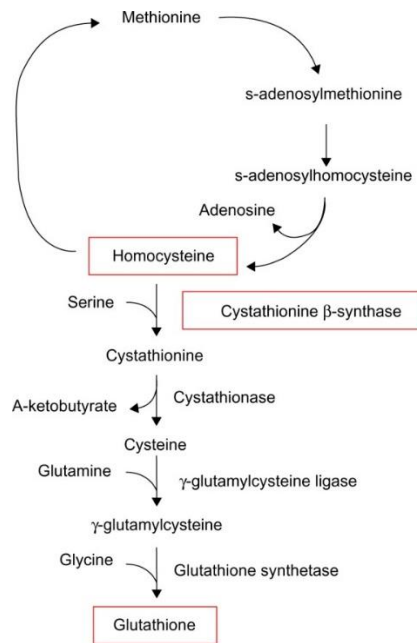 Methionine
s-adenosylmethionine
s-adenosylhomocysteine
Adenosine
Homocysteine
Serine
Cystathionine β-synthase
Cystathionine
A-ketobutyrate
Cystathionase
Cysteine
Glutamine
γ-glutamylcysteine ligase
γ-glutamylcysteine
Glycine
Glutathione synthetase
Glutathione